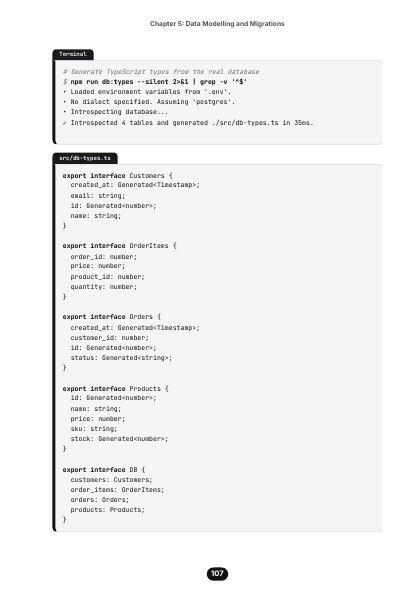 Chapter 5: Data Modelling and Migrations
Terminal
# Generate TypeScript types from the real database
$ npm run db:types --silent 2>&1 | grep -v '^$'
• Loaded environment variables from '.env'.
• No dialect specified. Assuming 'postgres'.
• Introspecting database...
✓ Introspected 4 tables and generated ./src/db-types.ts in 35ms.
src/db-types.ts
export interface Customers {
  created_at: Generated<Timestamp>;
  email: string;
  id: Generated<number>;
  name: string;
}
export interface OrderItems {
  order_id: number;
  price: number;
  product_id: number;
  quantity: number;
}
export interface Orders {
  created_at: Generated<Timestamp>;
  customer_id: number;
  id: Generated<number>;
  status: Generated<string>;
}
export interface Products {
  id: Generated<number>;
  name: string;
  price: number;
  sku: string;
  stock: Generated<number>;
}
export interface DB {
  customers: Customers;
  order_items: OrderItems;
  orders: Orders;
  products: Products;
}
107